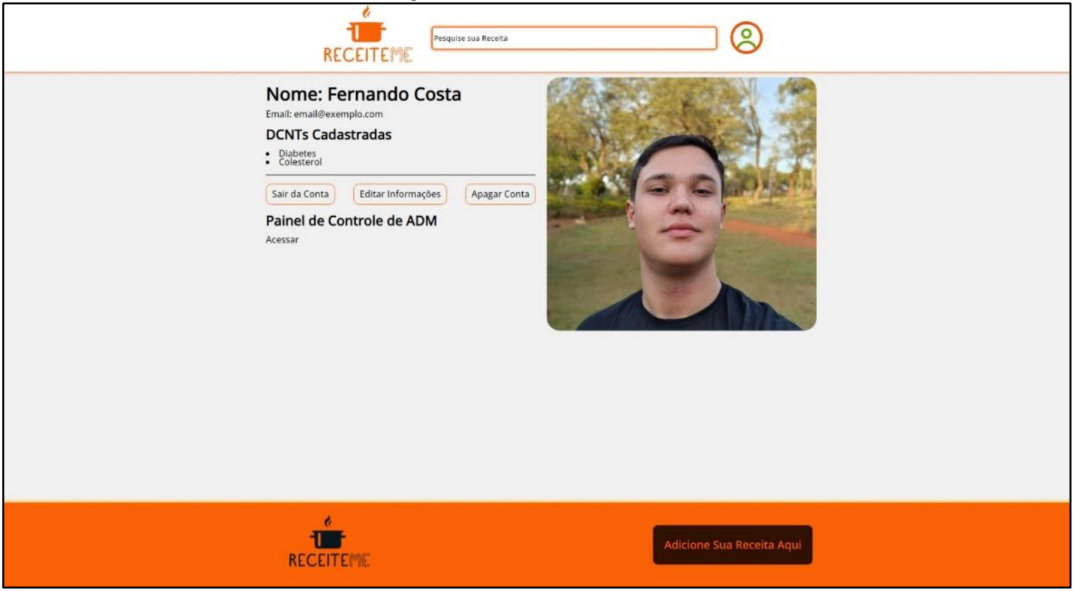 RECEITEME
Pesquise sua Receita
Nome: Fernando Costa
Email: email@exemplo.com
DCNTs Cadastradas
Diabetes
Colesterol
Sair da Conta
Editar Informações
Apagar Conta
Painel de Controle de ADM
Acessar
RECEITEME
Adicione Sua Receita Aqui